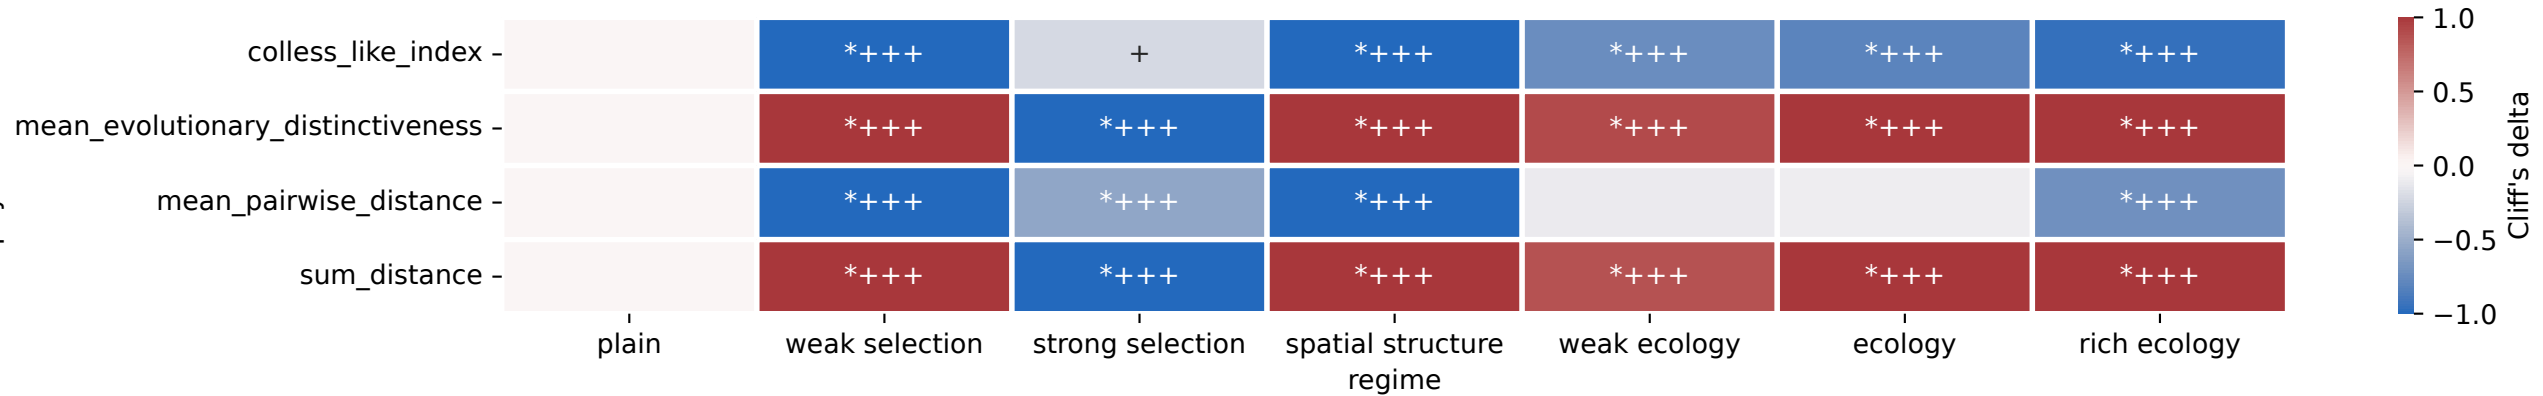 colless_like_index *+++ + *+++ *+++ *+++ *+++
mean_evolutionary_distinctiveness *+++ *+++ *+++ *+++ *+++ *+++
mean_pairwise_distance *+++ *+++ *+++ *+++
sum_distance *+++ *+++ *+++ *+++ *+++ *+++
plain weak selection strong selection spatial structure weak ecology ecology rich ecology
regime
1.0
0.5
0.0
−0.5
−1.0
Cliff's delta